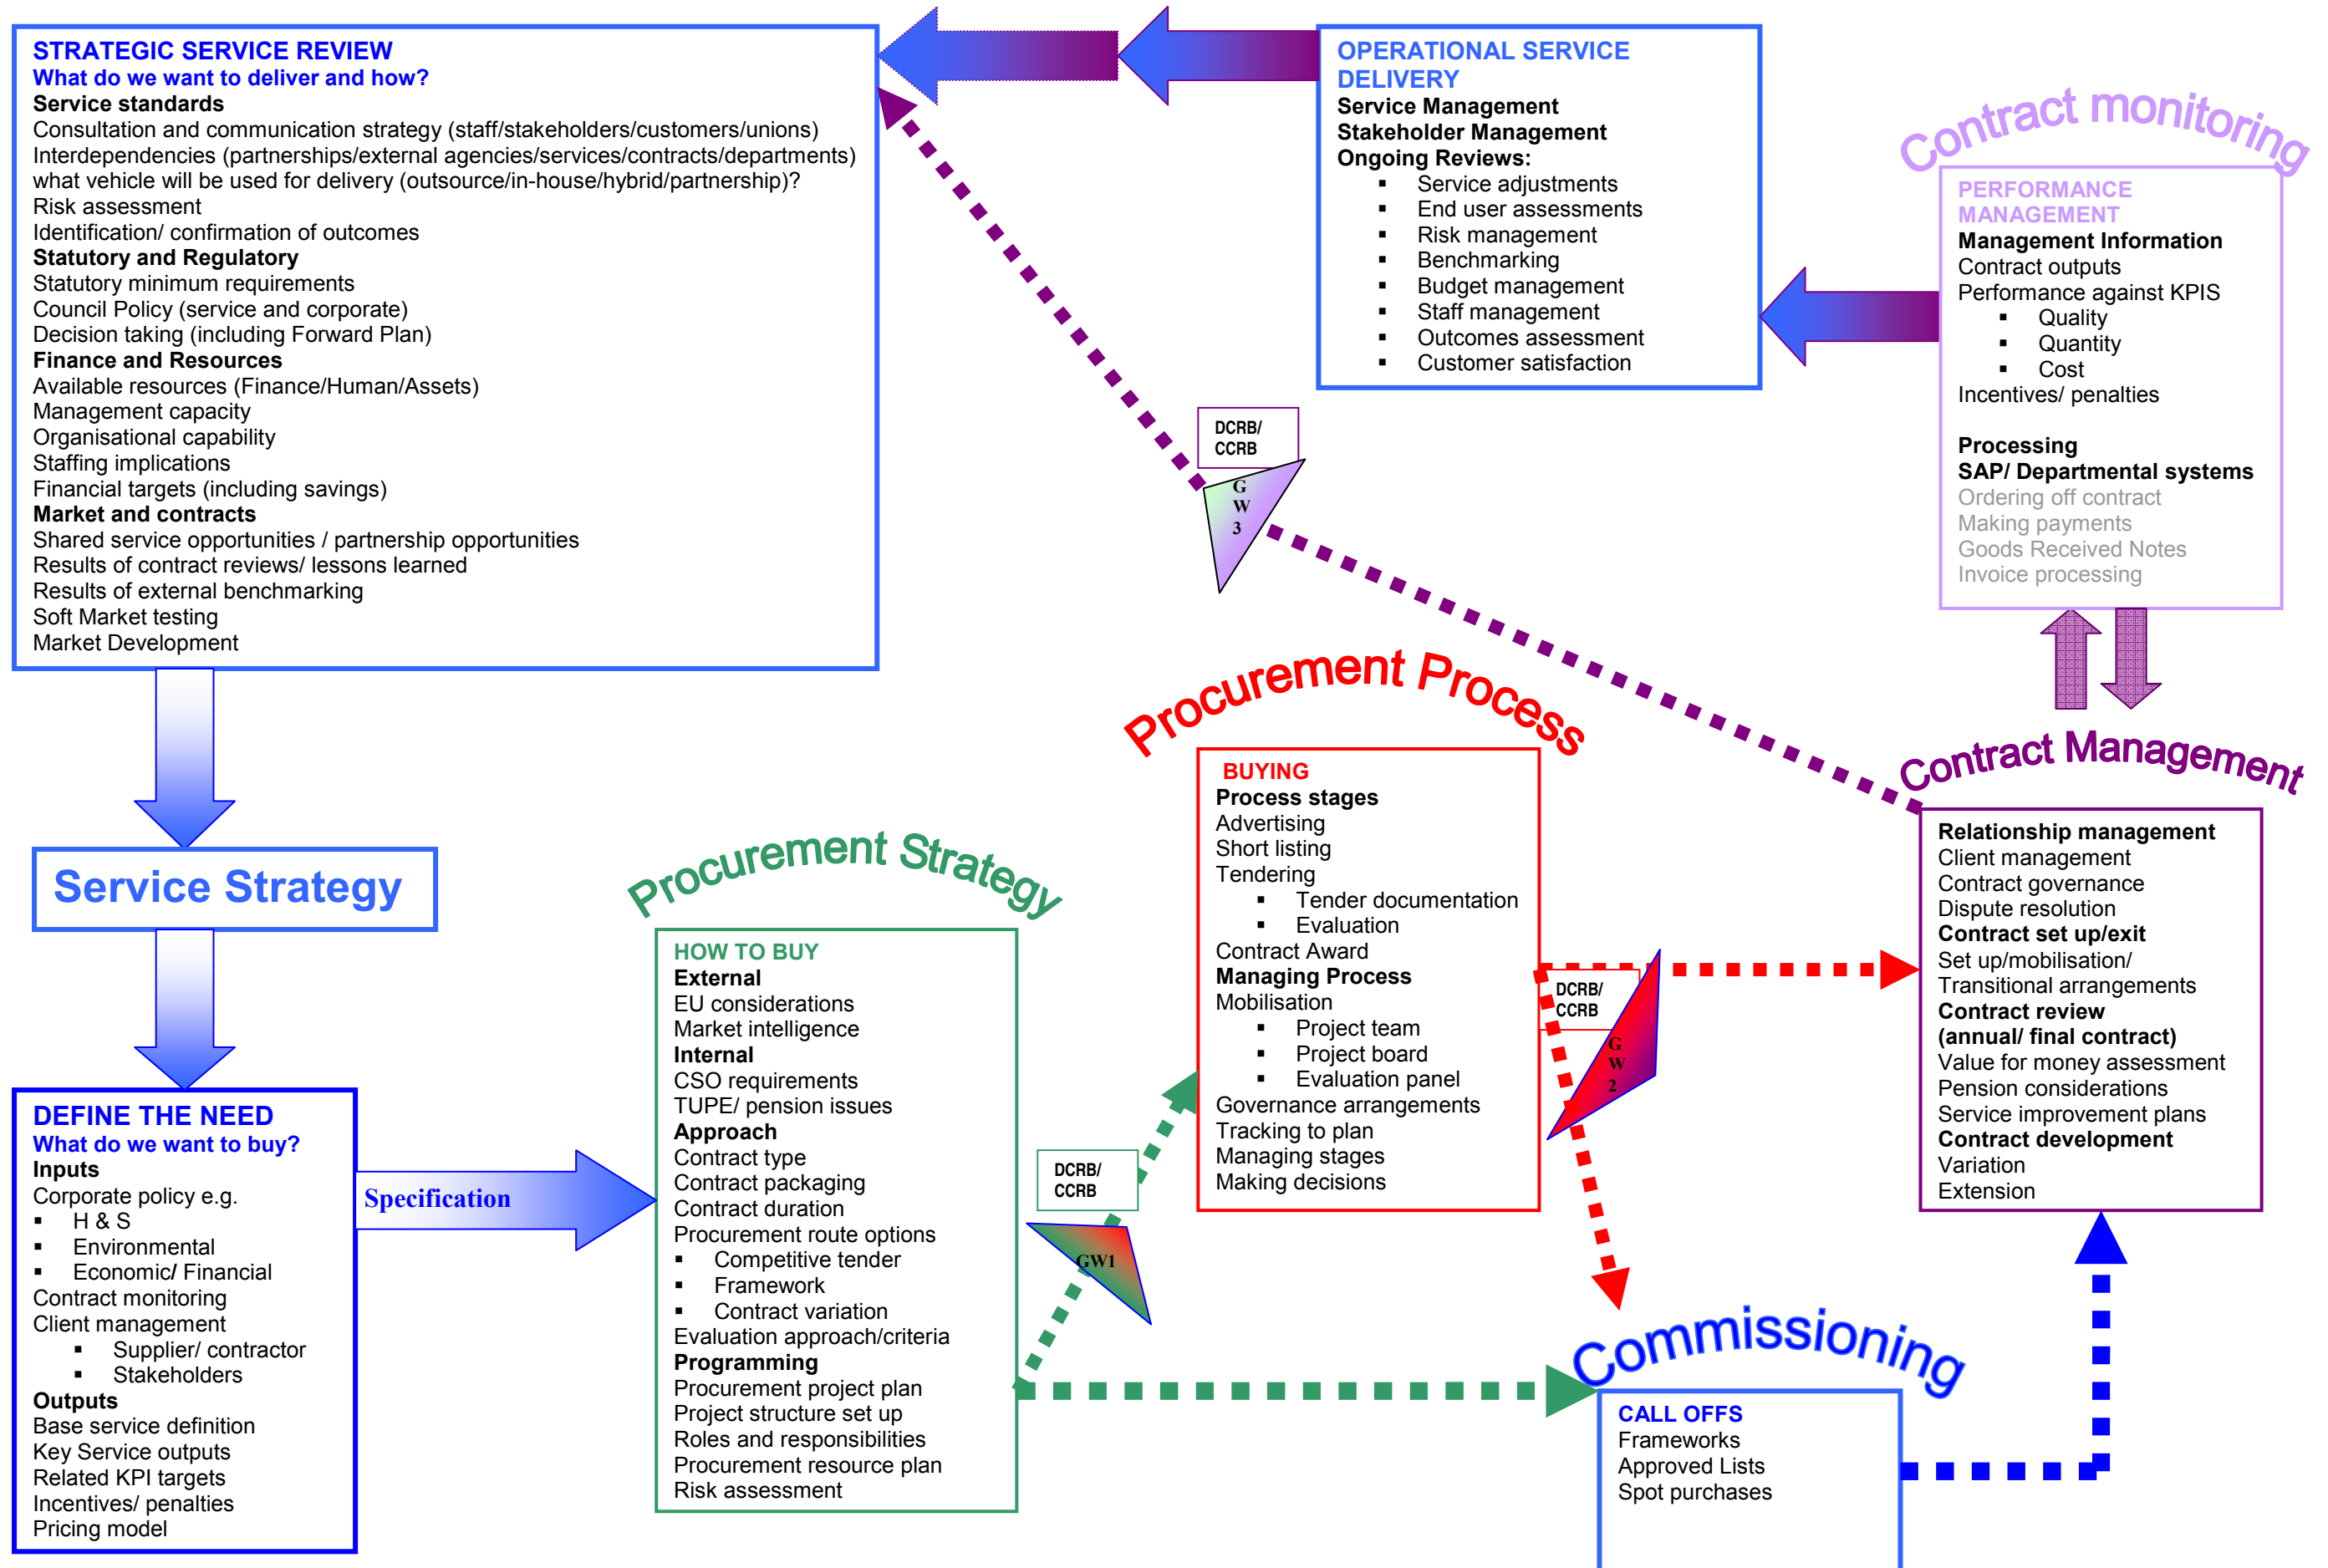 STRATEGIC SERVICE REVIEW
What do we want to deliver and how?
Service standards
Consultation and communication strategy (staff/stakeholders/customers/unions)
Interdependencies (partnerships/external agencies/services/contracts/departments)
what vehicle will be used for delivery (outsource/in-house/hybrid/partnership)?
Risk assessment
Identification/ confirmation of outcomes
Statutory and Regulatory
Statutory minimum requirements
Council Policy (service and corporate)
Decision taking (including Forward Plan)
Finance and Resources
Available resources (Finance/Human/Assets)
Management capacity
Organisational capability
Staffing implications
Financial targets (including savings)
Market and contracts
Shared service opportunities / partnership opportunities
Results of contract reviews/ lessons learned
Results of external benchmarking
Soft Market testing
Market Development
OPERATIONAL SERVICE
DELIVERY
Service Management
Stakeholder Management
Ongoing Reviews:
▪ Service adjustments
▪ End user assessments
▪ Risk management
▪ Benchmarking
▪ Budget management
▪ Staff management
▪ Outcomes assessment
▪ Customer satisfaction
Contract monitoring
PERFORMANCE
MANAGEMENT
Management Information
Contract outputs
Performance against KPIS
▪ Quality
▪ Quantity
▪ Cost
Incentives/ penalties
Processing
SAP/ Departmental systems
Ordering off contract
Making payments
Goods Received Notes
Invoice processing
DCRB/
CCRB
G
W
3
Service Strategy
DEFINE THE NEED
What do we want to buy?
Inputs
Corporate policy e.g.
▪ H & S
▪ Environmental
▪ Economic/ Financial
Contract monitoring
Client management
▪ Supplier/ contractor
▪ Stakeholders
Outputs
Base service definition
Key Service outputs
Related KPI targets
Incentives/ penalties
Pricing model
Specification
Procurement Strategy
HOW TO BUY
External
EU considerations
Market intelligence
Internal
CSO requirements
TUPE/ pension issues
Approach
Contract type
Contract packaging
Contract duration
Procurement route options
▪ Competitive tender
▪ Framework
▪ Contract variation
Evaluation approach/criteria
Programming
Procurement project plan
Project structure set up
Roles and responsibilities
Procurement resource plan
Risk assessment
DCRB/
CCRB
GW1
Procurement Process
BUYING
Process stages
Advertising
Short listing
Tendering
▪ Tender documentation
▪ Evaluation
Contract Award
Managing Process
Mobilisation
▪ Project team
▪ Project board
▪ Evaluation panel
Governance arrangements
Tracking to plan
Managing stages
Making decisions
DCRB/
CCRB
G
W
2
Contract Management
Relationship management
Client management
Contract governance
Dispute resolution
Contract set up/exit
Set up/mobilisation/
Transitional arrangements
Contract review
(annual/ final contract)
Value for money assessment
Pension considerations
Service improvement plans
Contract development
Variation
Extension
Commissioning
CALL OFFS
Frameworks
Approved Lists
Spot purchases